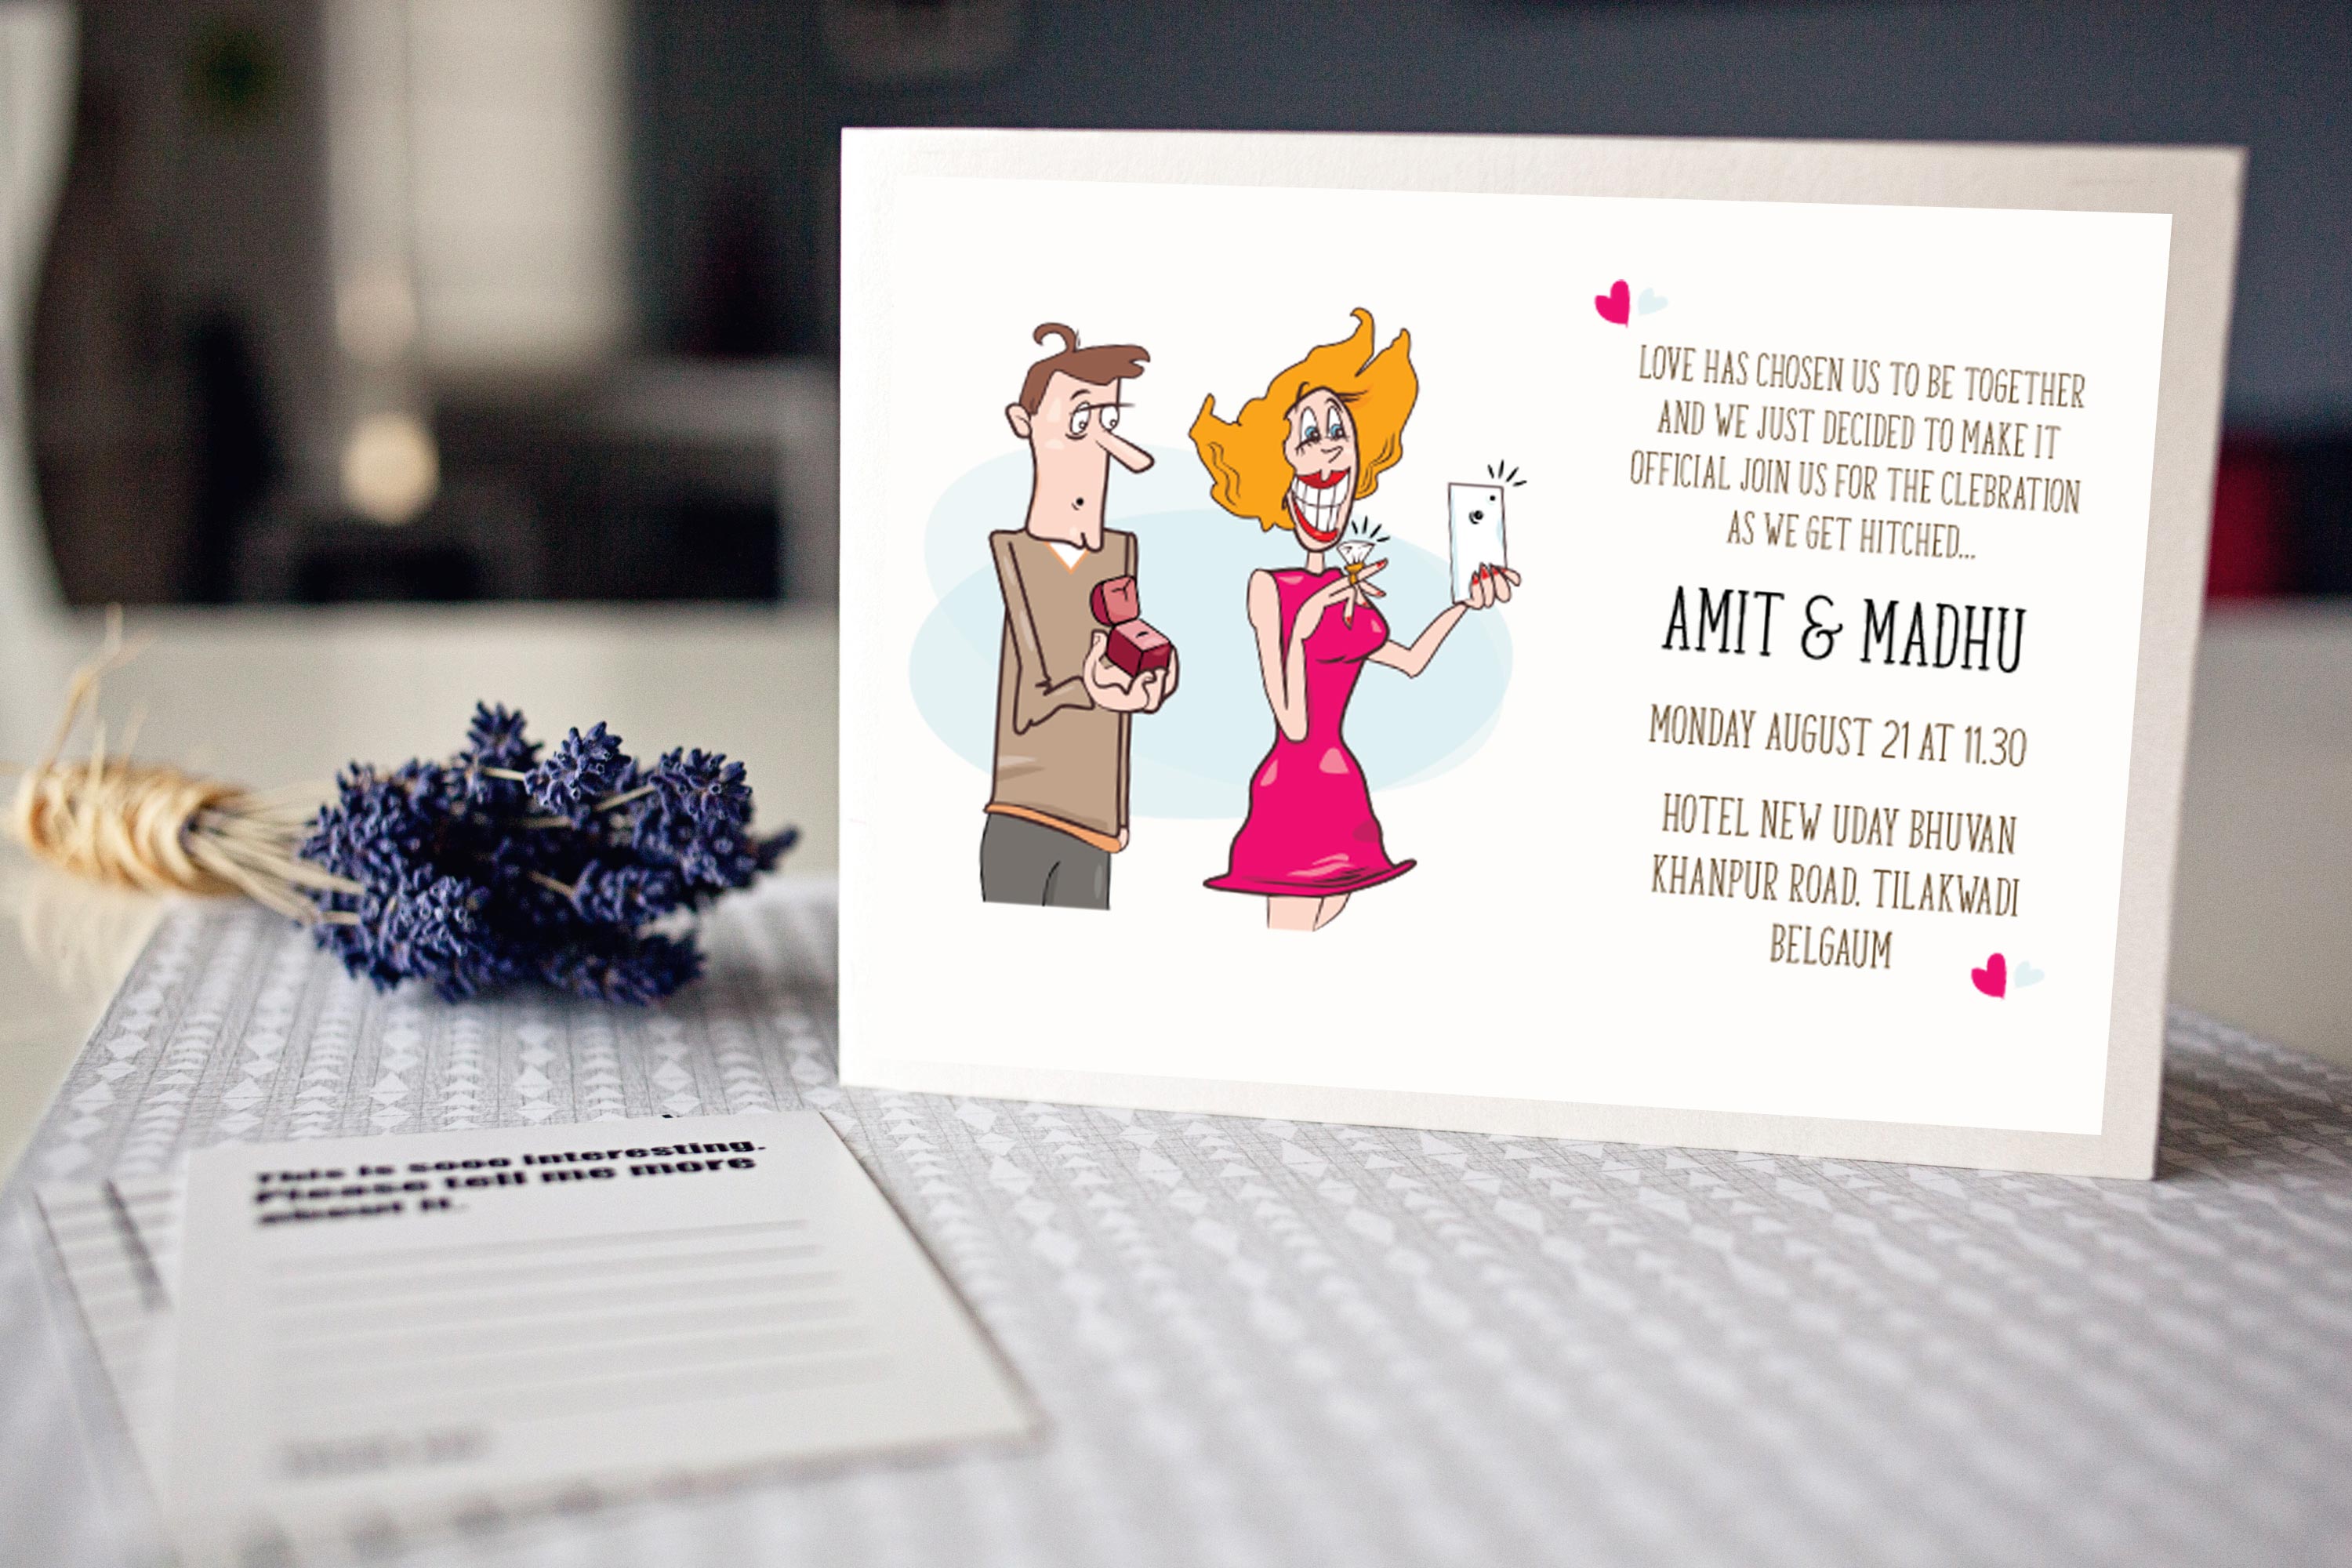 LOVE HAS CHOSEN US TO BE TOGETHER
AND WE JUST DECIDED TO MAKE IT
OFFICIAL JOIN US FOR THE CLEBRATION
AS WE GET HITCHED...
AMIT & MADHU
MONDAY AUGUST 21 AT 11.30
HOTEL NEW UDAY BHUVAN
KHANPUR ROAD. TILAKWADI
BELGAUM
This is sooo interesting.
Please tell me more
about it.